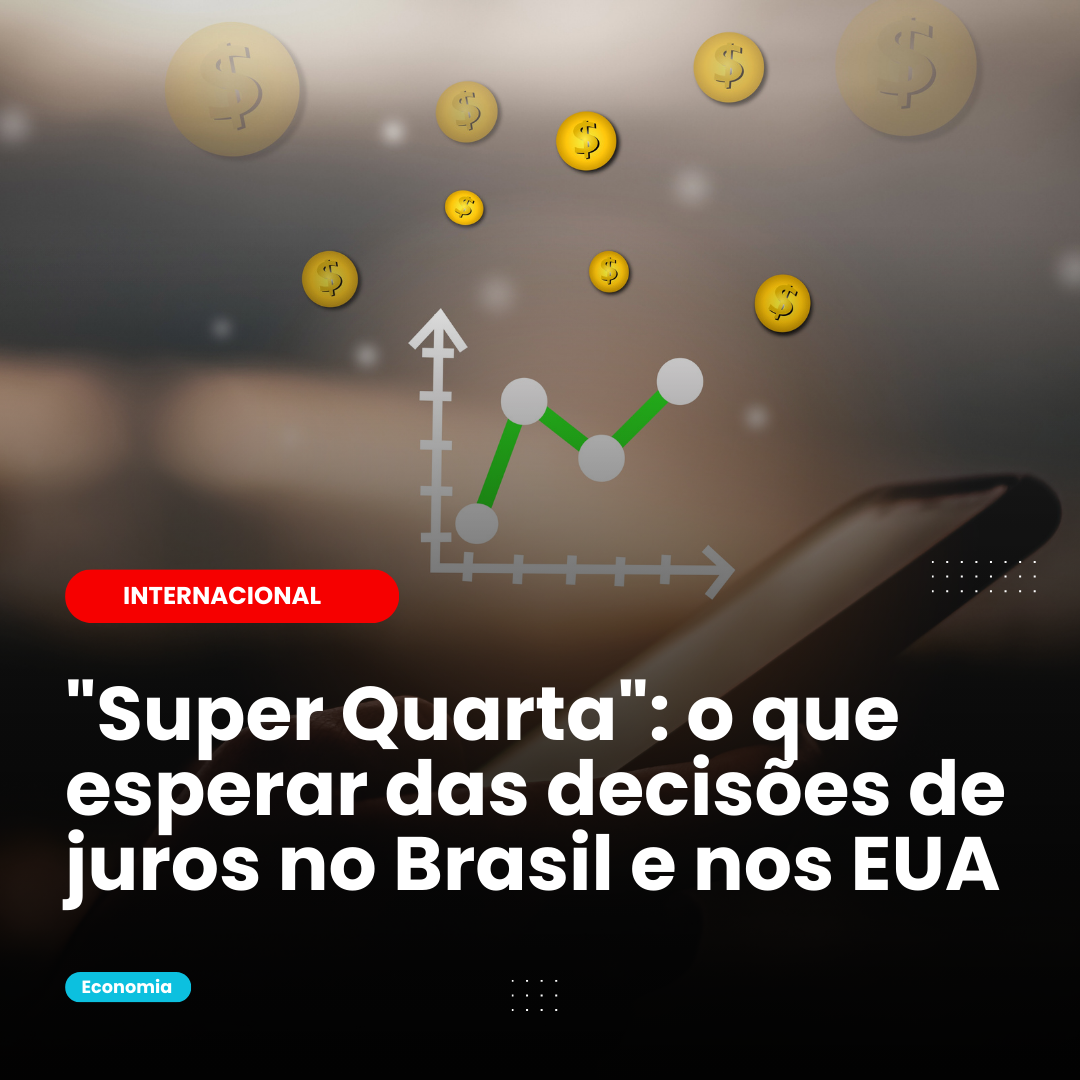 INTERNACIONAL
"Super Quarta": o que
esperar das decisões de
juros no Brasil e nos EUA
Economia